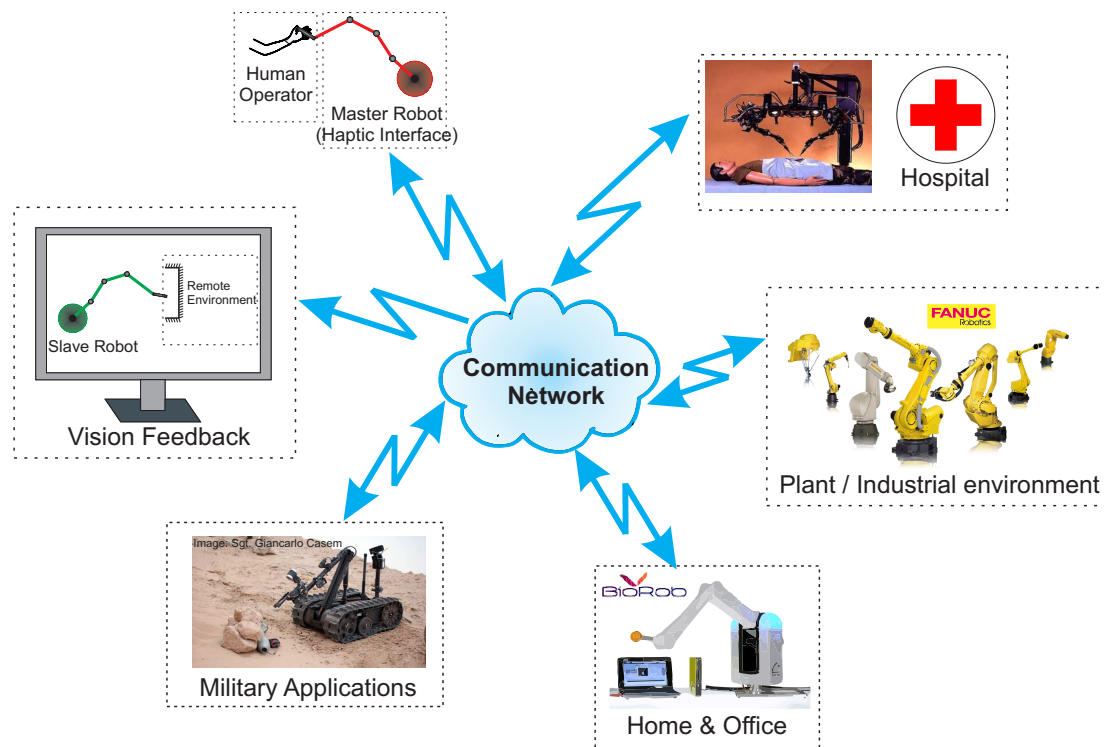 Human
Operator
Master Robot
(Haptic Interface)
Hospital
Remote
Environment
Slave Robot
Vision Feedback
Communication
Nètwork
FANUC
Robotics
Plant / Industrial environment
Image: Sgt. Giancarlo Casem
Military Applications
BioRob
Home & Office